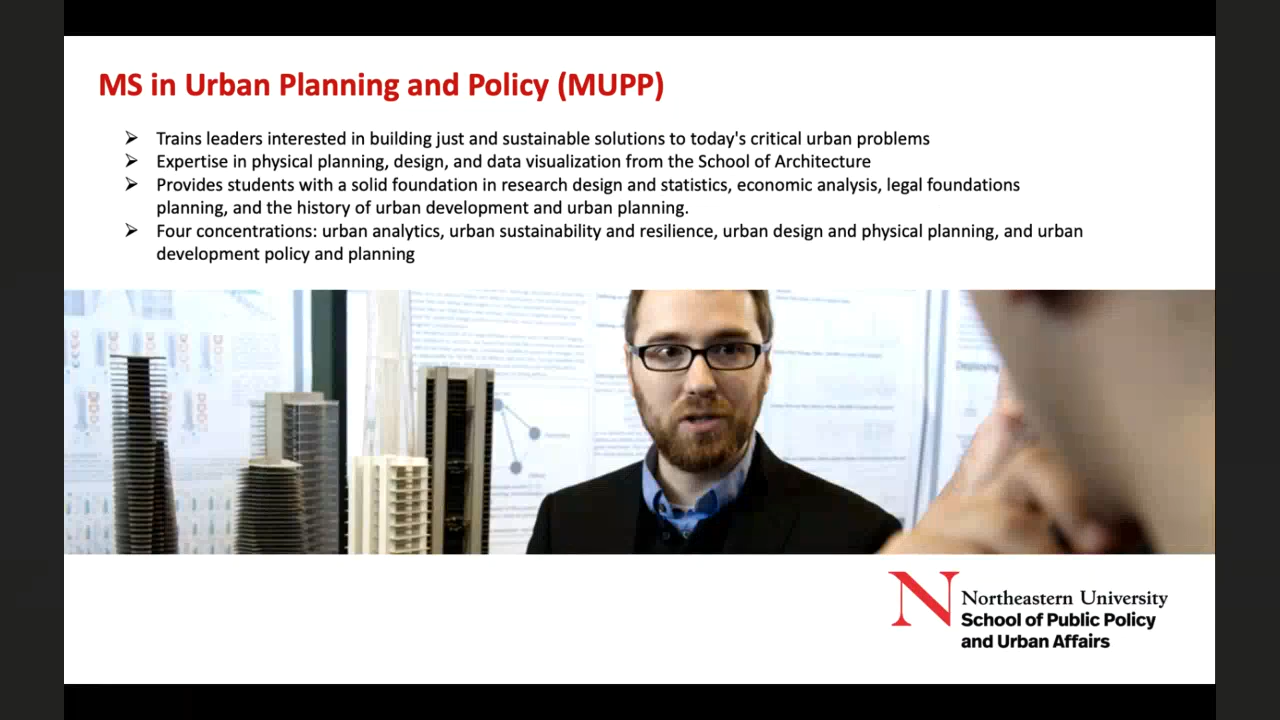 MS in Urban Planning and Policy (MUPP)
➢ Trains leaders interested in building just and sustainable solutions to today's critical urban problems
➢ Expertise in physical planning, design, and data visualization from the School of Architecture
➢ Provides students with a solid foundation in research design and statistics, economic analysis, legal foundations
planning, and the history of urban development and urban planning.
➢ Four concentrations: urban analytics, urban sustainability and resilience, urban design and physical planning, and urban
development policy and planning
Deploying
N Northeastern University
School of Public Policy
and Urban Affairs